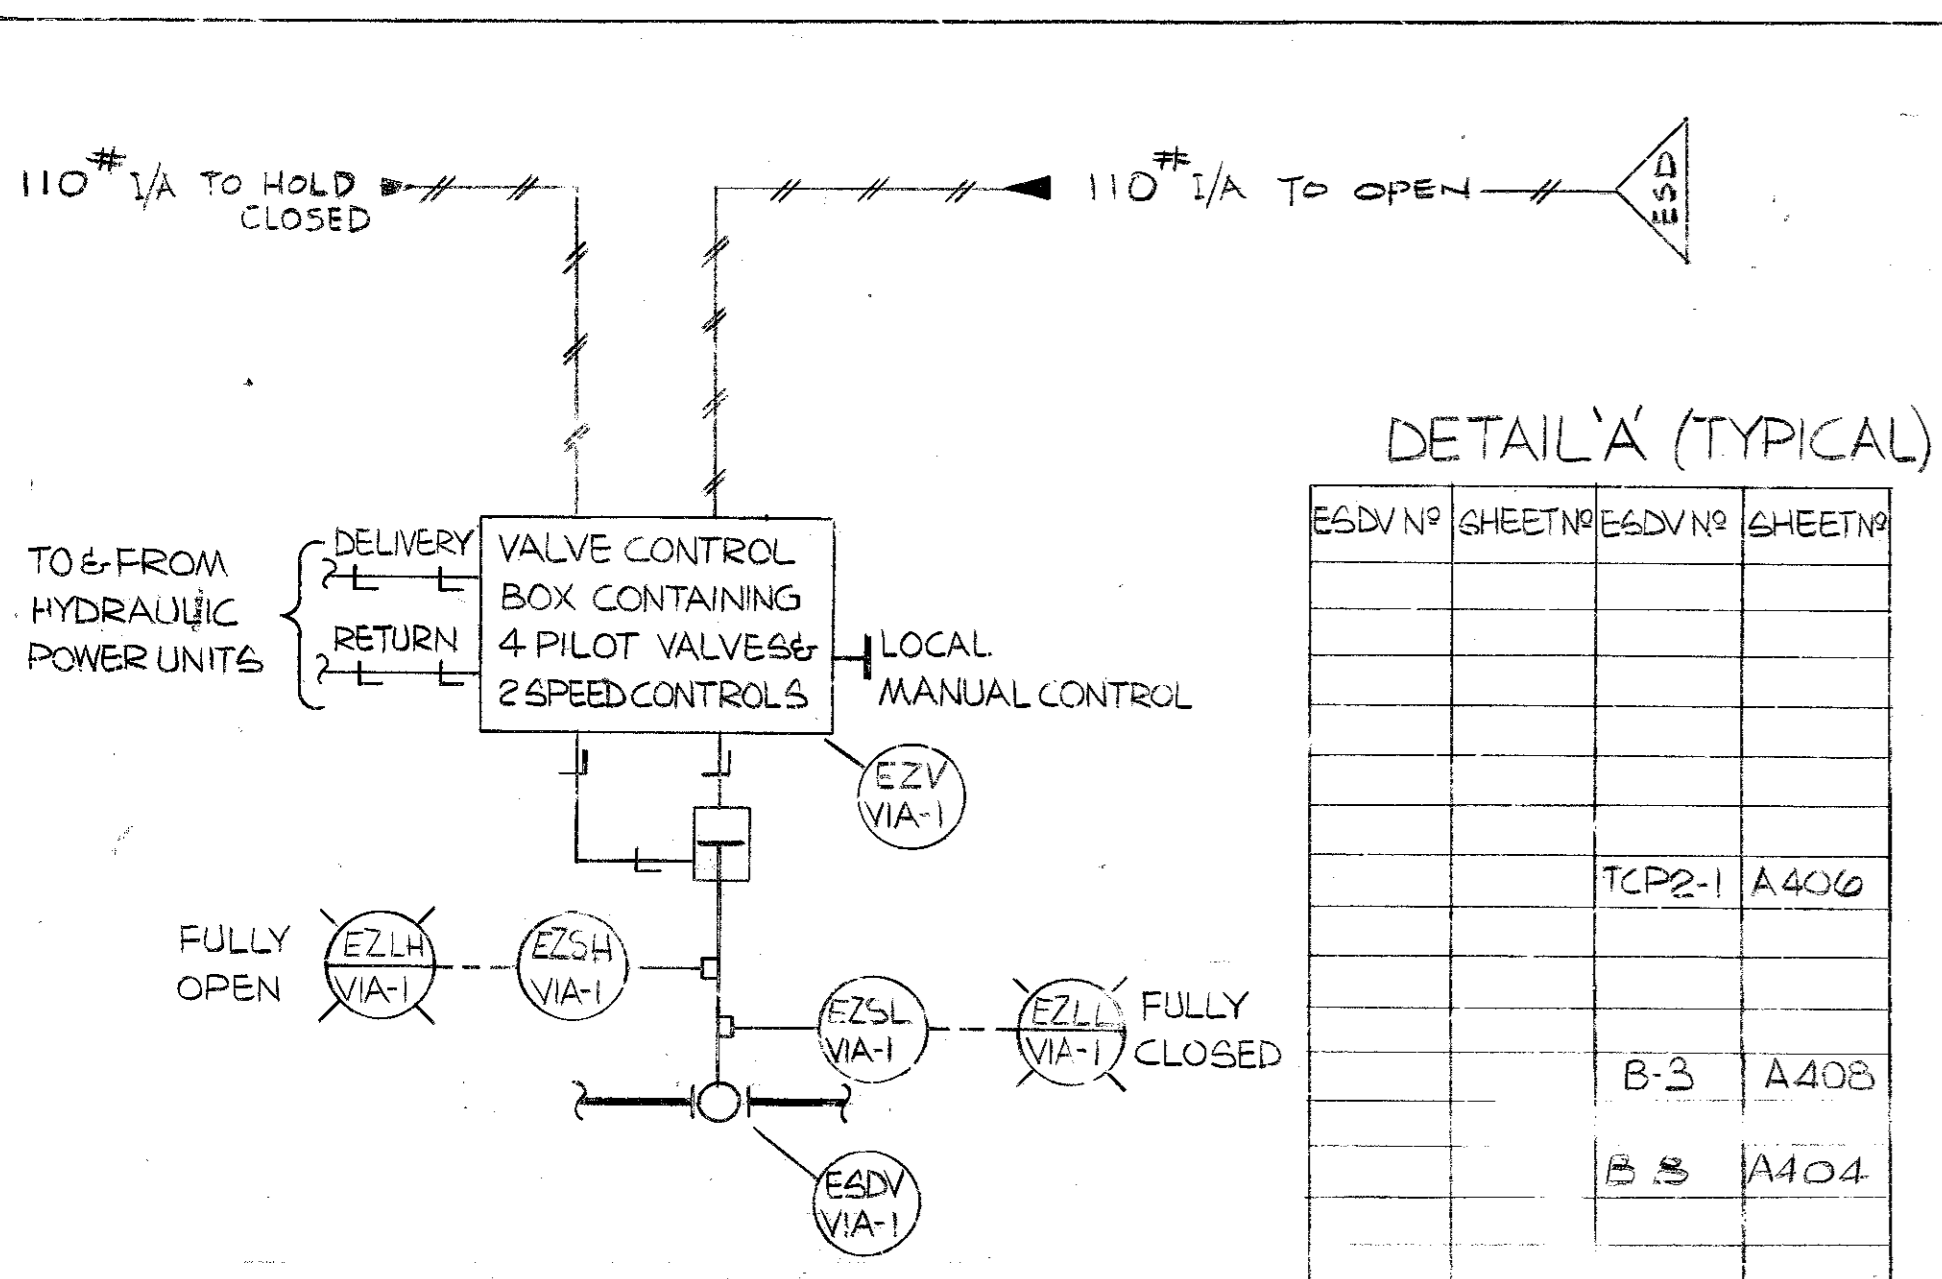 110# I/A TO HOLD
CLOSED
110# I/A TO OPEN
ESD
DETAIL 'A' (TYPICAL)
ESDV Nº SHEET Nº ESDV Nº SHEET Nº
TCP2-1 A406
B-3 A408
A404
TO & FROM
HYDRAULIC
POWER UNITS
DELIVERY
RETURN
VALVE CONTROL
BOX CONTAINING
4 PILOT VALVES &
2 SPEED CONTROLS
LOCAL
MANUAL CONTROL
EZV
VIA-1
FULLY
OPEN
EZLH
VIA-1
EZSH
VIA-1
EZSL
VIA-1
EZLL
VIA-1
FULLY
CLOSED
ESDV
VIA-1